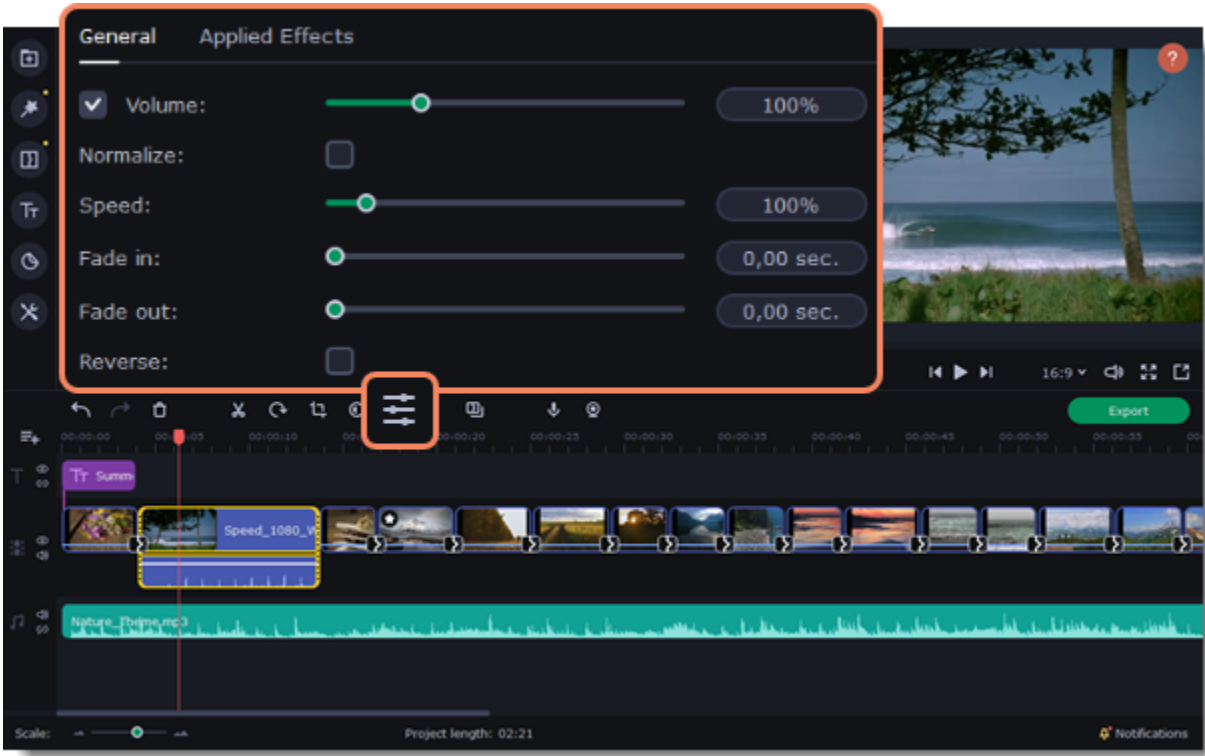 General Applied Effects
?
Volume: 100%
Normalize:
Speed: 100%
Fade in: 0,00 sec.
Fade out: 0,00 sec.
Reverse:
16:9
Export
00:00:00 00:00:10 00:00:20 00:00:25 00:00:30 00:00:35 00:00:40 00:00:45 00:00:50 00:00:55
Tт Summ
Speed_1080_W
Nature_Theme.mp3
Scale: Project length: 02:21 Notifications